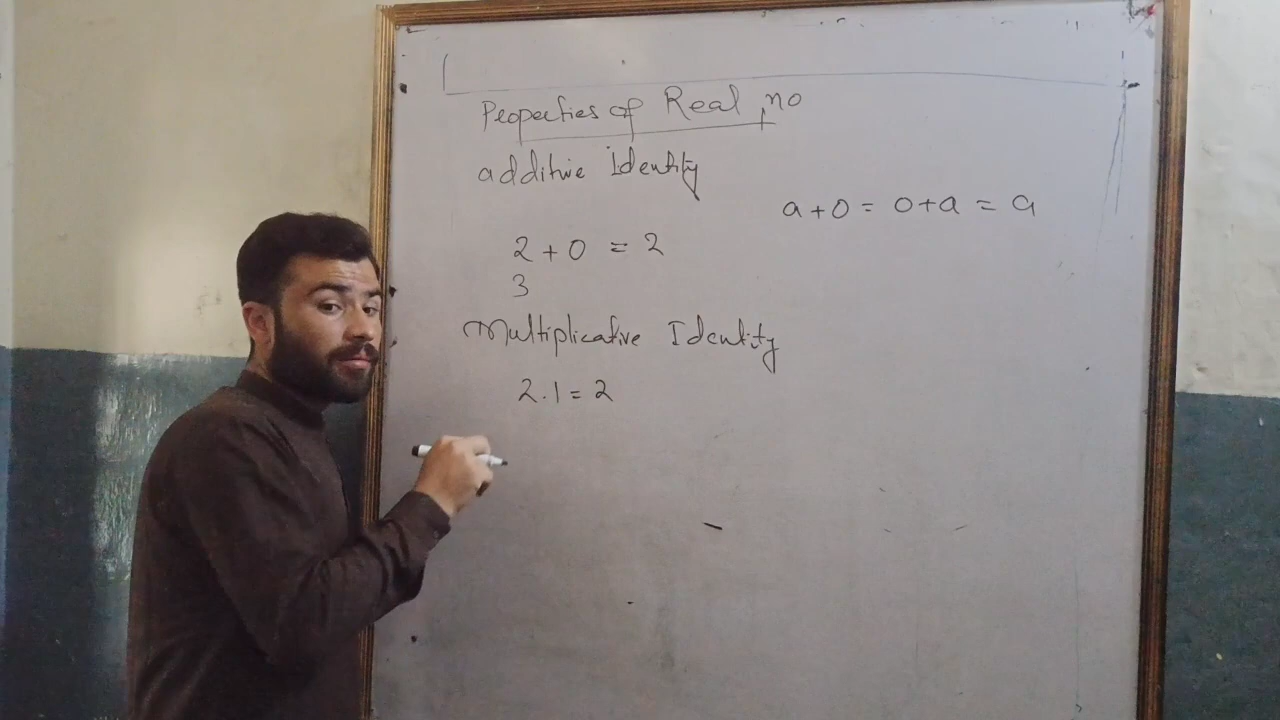 Properties of Real no
additive Identity
a + 0 = 0 + a = a
2 + 0 = 2
3
Multiplicative Identity
2 . 1 = 2